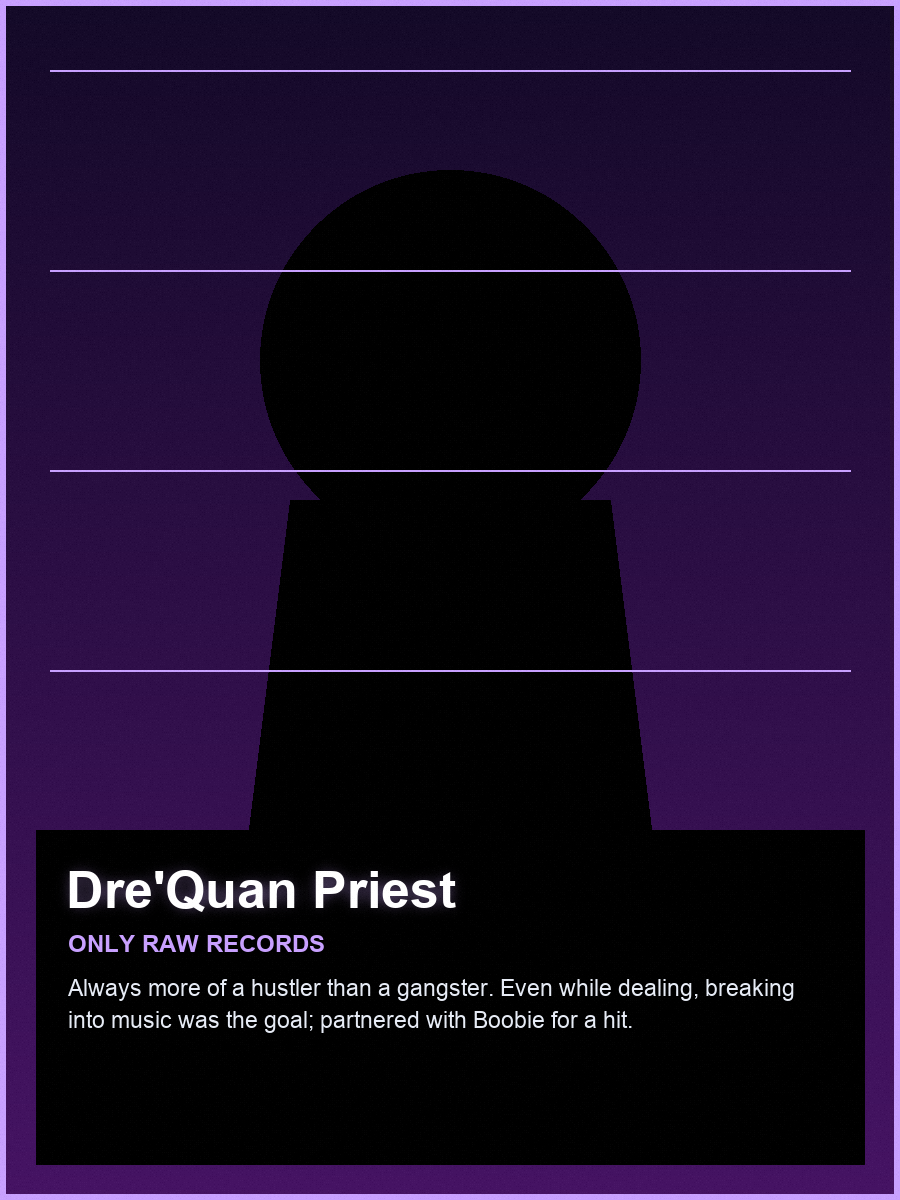 Dre'Quan Priest
ONLY RAW RECORDS
Always more of a hustler than a gangster. Even while dealing, breaking
into music was the goal; partnered with Boobie for a hit.